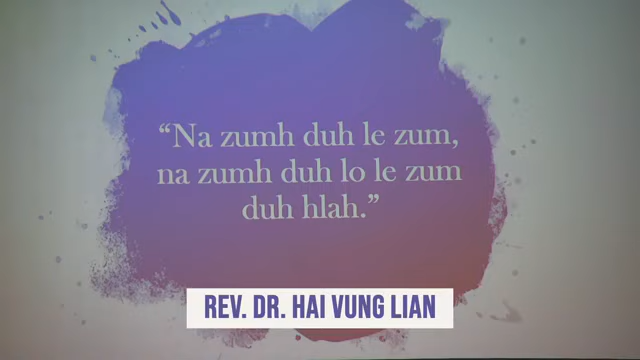 “Na zumh duh le zum,
na zumh duh lo le zum
duh hlah.”
REV. DR. HAI VUNG LIAN